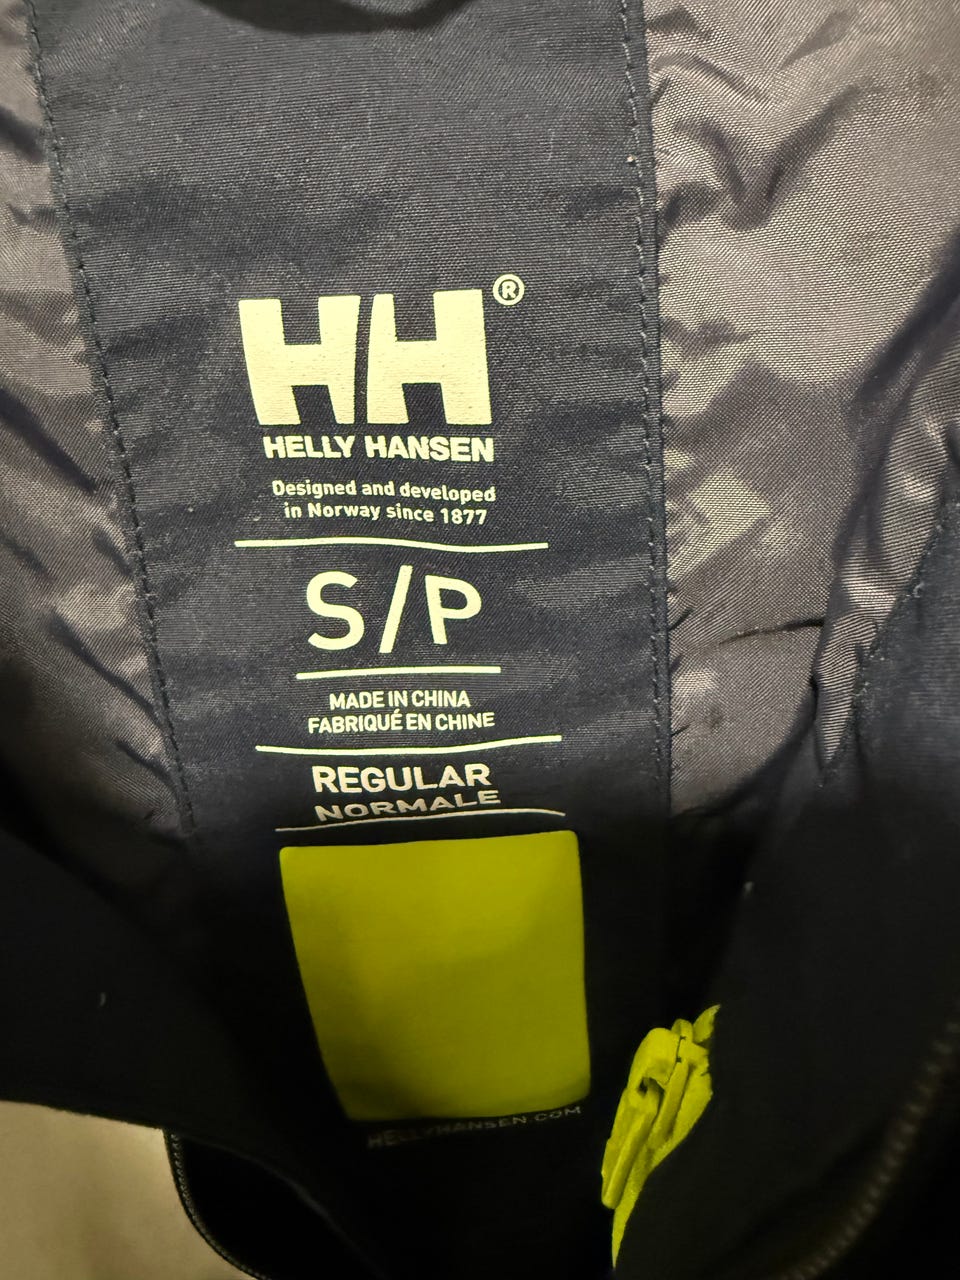 HH®
HELLY HANSEN
Designed and developed
in Norway since 1877
S/P
MADE IN CHINA
FABRIQUÉ EN CHINE
REGULAR
NORMALE
HELLYHANSEN.COM